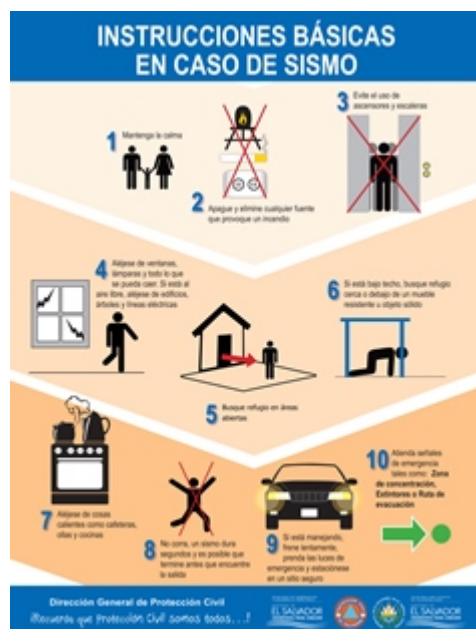 INSTRUCCIONES BÁSICAS
EN CASO DE SISMO
1 Mantenga la calma
2 Apague y elimine cualquier fuente
que provoque un incendio
3 Evite el uso de
ascensores y escaleras
4 Aléjese de ventanas,
lámparas y todo lo que
se pueda caer. Si está al
aire libre, aléjese de edificios,
árboles y líneas eléctricas
5 Busque refugio en áreas
abiertas
6 Si está bajo techo, busque refugio
cerca o debajo de un mueble
resistente u objeto sólido
7 Aléjese de cosas
calientes como cafeteras,
ollas y cocinas
8 No corra, un sismo dura
segundos y es posible que
termine antes que encuentre
la salida
9 Si está manejando,
frene lentamente,
prenda las luces de
emergencia y estaciónese
en un sitio seguro
10 Atienda señales
de emergencia
tales como: Zona
de concentración,
Extintores o Ruta de
evacuación
Dirección General de Protección Civil
¡Recuerda que Protección Civil somos todos...!
EL SALVADOR
EL SALVADOR